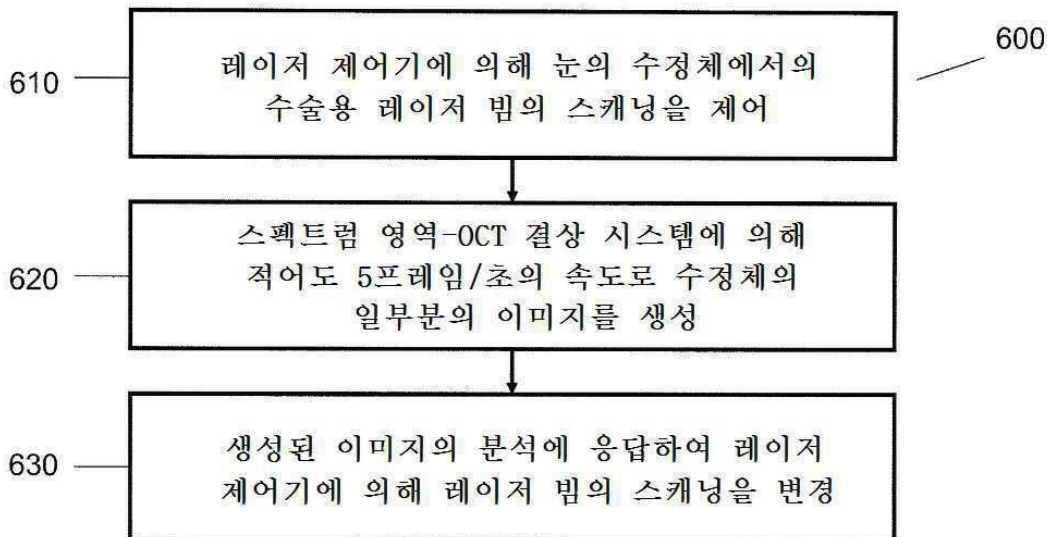 600
610
레이저 제어기에 의해 눈의 수정체에서의
수술용 레이저 빔의 스캐닝을 제어
620
스펙트럼 영역-OCT 결상 시스템에 의해
적어도 5프레임/초의 속도로 수정체의
일부분의 이미지를 생성
630
생성된 이미지의 분석에 응답하여 레이저
제어기에 의해 레이저 빔의 스캐닝을 변경